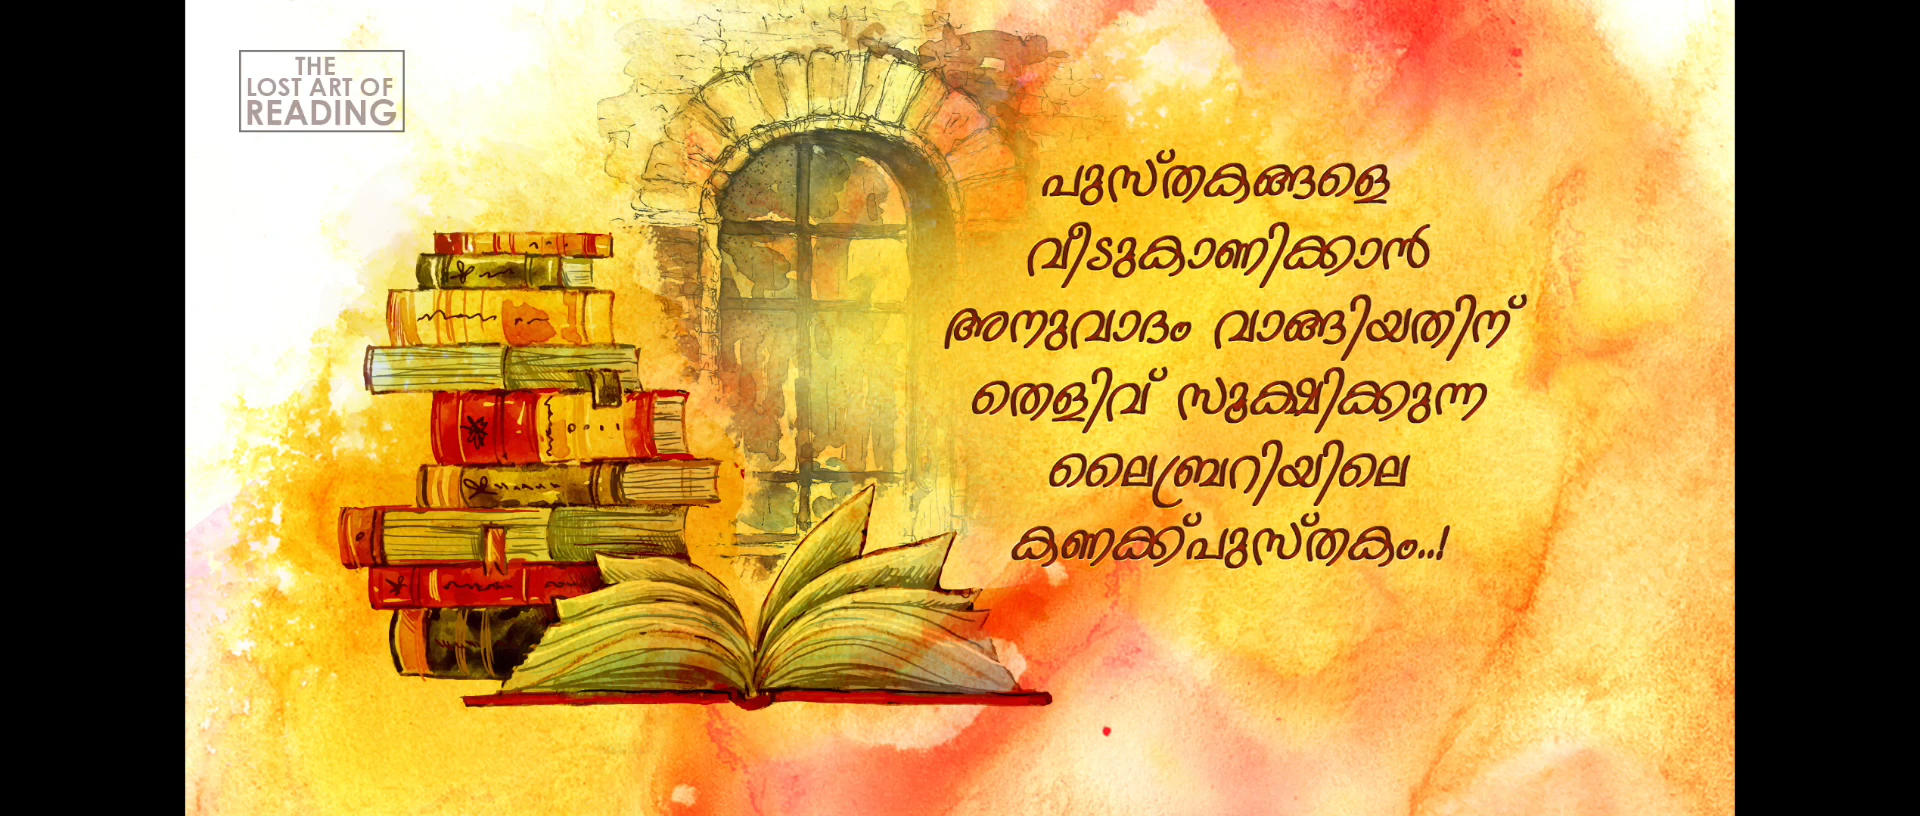 THE
LOST ART OF
READING
പുസ്തകങ്ങളെ
വീടുകാണിക്കാൻ
അനുവാദം വാങ്ങിയതിന്
തെളിവ് സൂക്ഷിക്കുന്ന
ലൈബ്രറിയിലെ
കണക്ക്പുസ്തകം..!